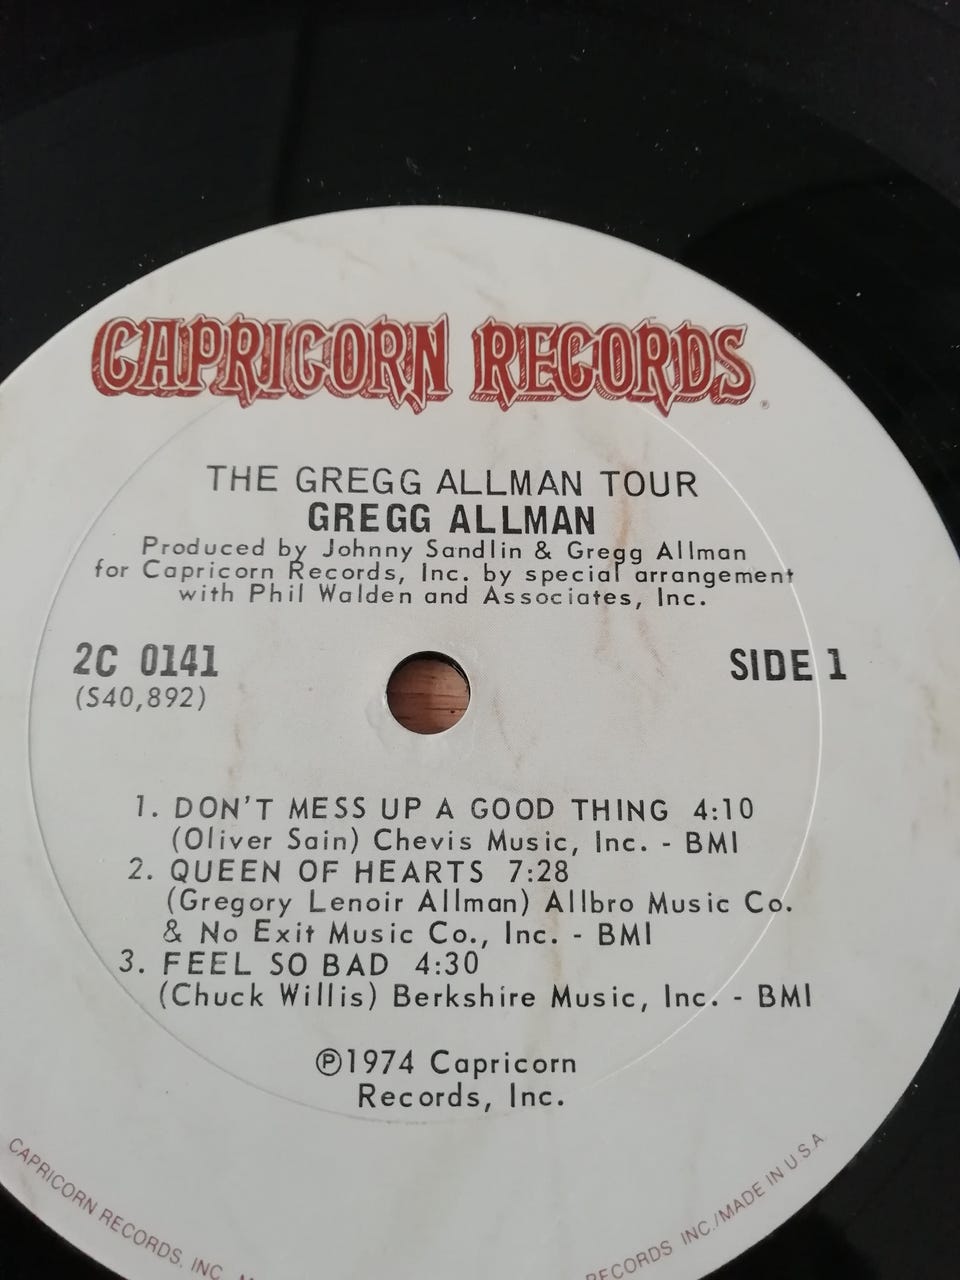 CAPRICORN RECORDS®
THE GREGG ALLMAN TOUR
GREGG ALLMAN
Produced by Johnny Sandlin & Gregg Allman
for Capricorn Records, Inc. by special arrangement
with Phil Walden and Associates, Inc.
2C 0141
(S40,892)
SIDE 1
1. DON'T MESS UP A GOOD THING 4:10
(Oliver Sain) Chevis Music, Inc. - BMI
2. QUEEN OF HEARTS 7:28
(Gregory Lenoir Allman) Allbro Music Co.
& No Exit Music Co., Inc. - BMI
3. FEEL SO BAD 4:30
(Chuck Willis) Berkshire Music, Inc. - BMI
℗1974 Capricorn
Records, Inc.
CAPRICORN RECORDS, INC.
RECORDS INC./MADE IN U.S.A.